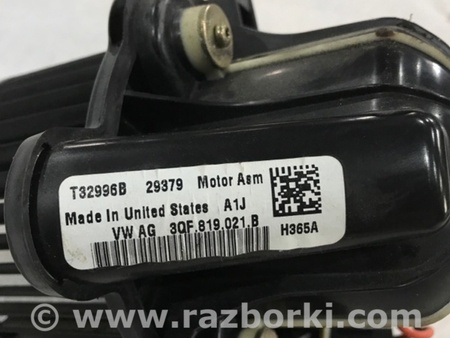 T32996B 29379 Motor Asm
Made In United States A1J
VW AG 3QF.819.021.B H365A
© www.razborki.com